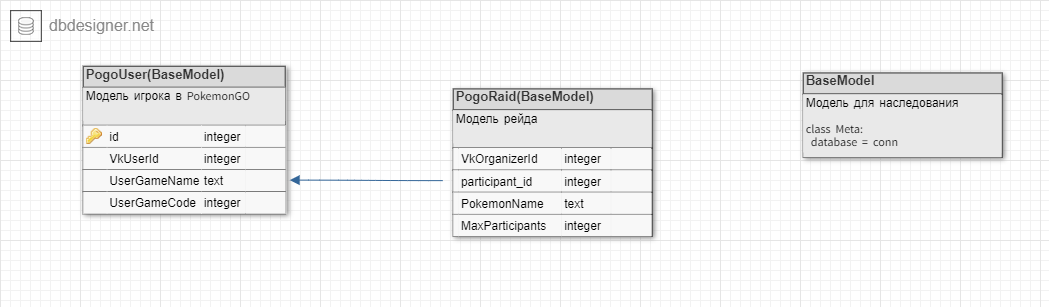 dbdesigner.net
PogoUser(BaseModel)
Модель игрока в PokemonGO
id integer
VkUserId integer
UserGameName text
UserGameCode integer
PogoRaid(BaseModel)
Модель рейда
VkOrganizerId integer
participant_id integer
PokemonName text
MaxParticipants integer
BaseModel
Модель для наследования
class Meta:
database = conn